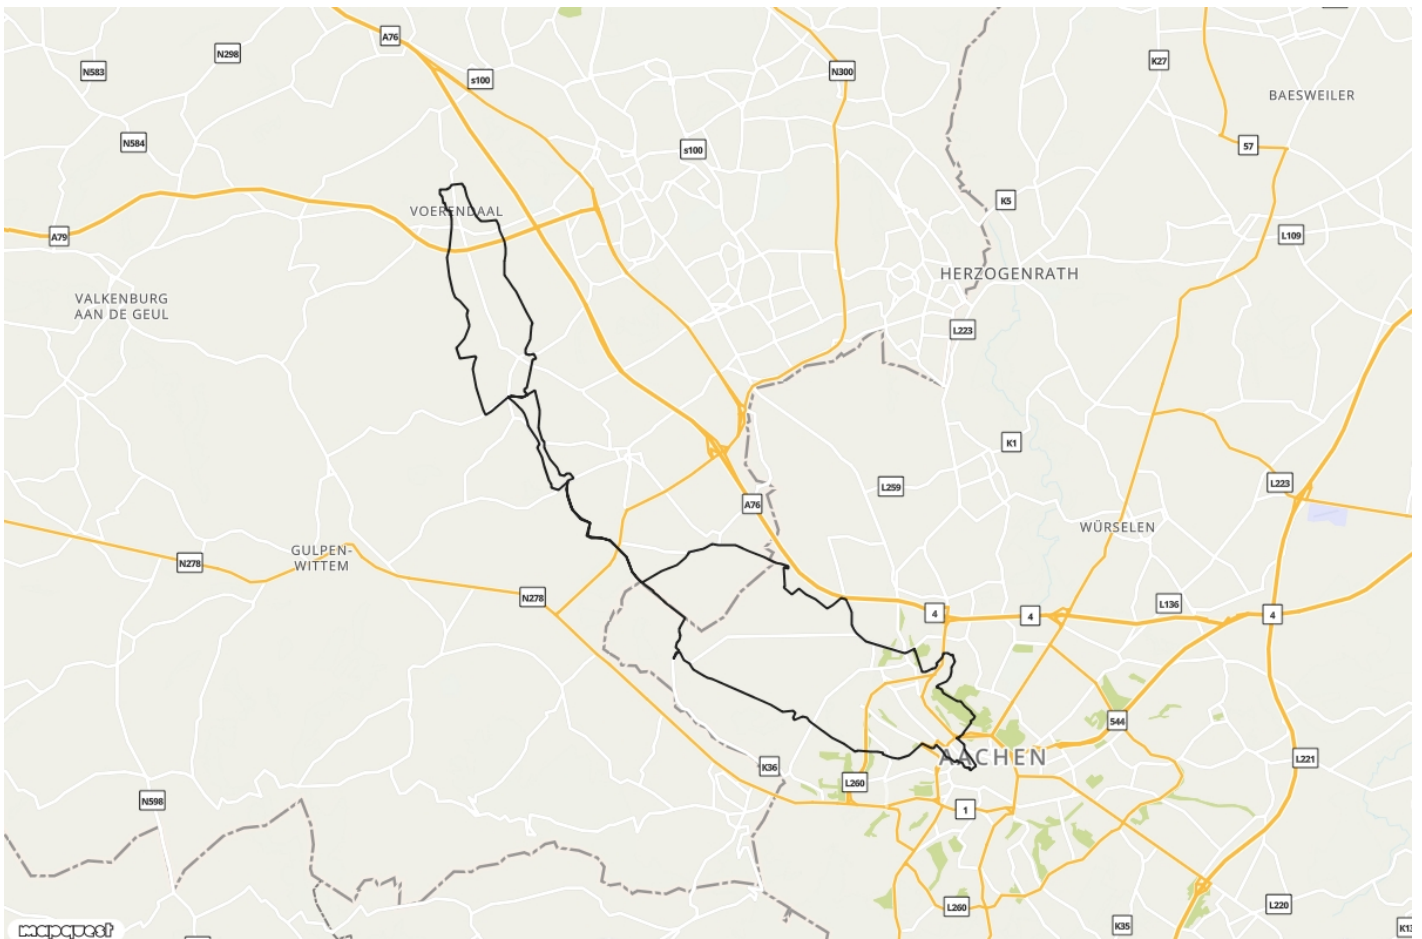 A76
N298
N583
s100
N300
K27
BAESWEILER
N584
s100
57
K5
VOERENDAAL
A79
L109
HERZOGENRATH
VALKENBURG
AAN DE GEUL
L223
K1
L259
L223
A76
WÜRSELEN
GULPEN-
WITTEM
N278
N278
4
4
L136
4
544
AACHEN
K36
L260
L221
N598
1
L260
L220
K35
K13
mapquest